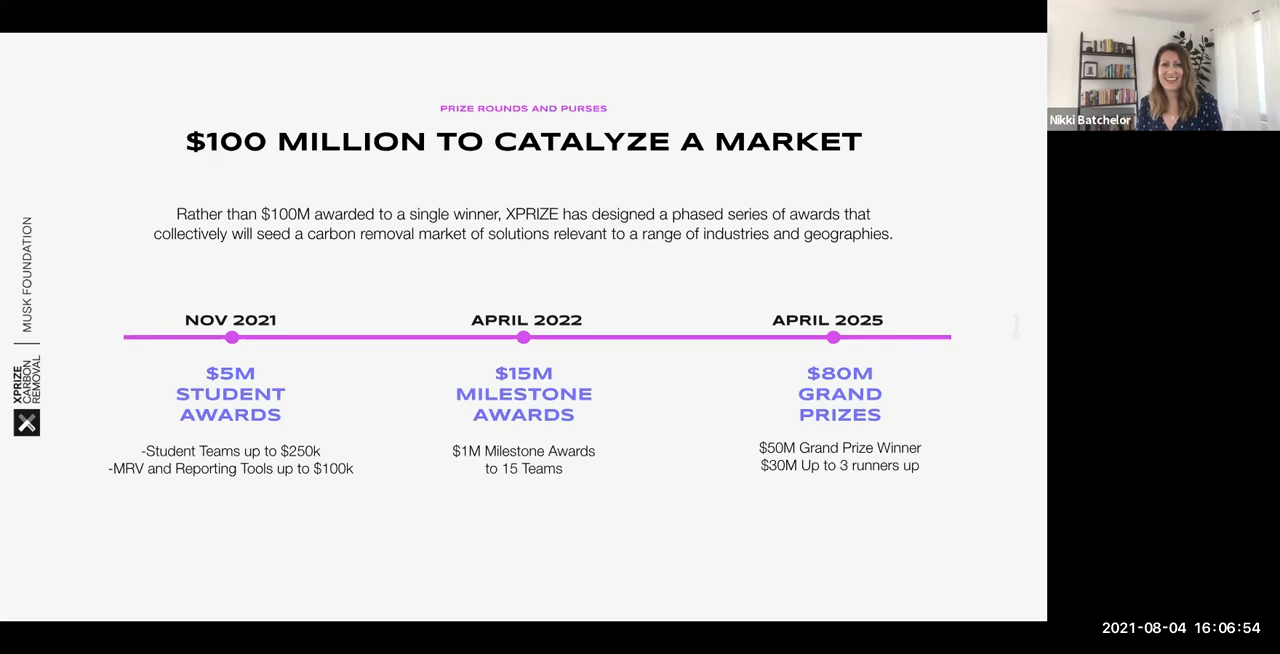 PRIZE ROUNDS AND PURSES
$100 MILLION TO CATALYZE A MARKET
Rather than $100M awarded to a single winner, XPRIZE has designed a phased series of awards that
collectively will seed a carbon removal market of solutions relevant to a range of industries and geographies.
MUSK FOUNDATION
XPRIZE
CARBON
REMOVAL
NOV 2021
$5M
STUDENT
AWARDS
-Student Teams up to $250k
-MRV and Reporting Tools up to $100k
APRIL 2022
$15M
MILESTONE
AWARDS
$1M Milestone Awards
to 15 Teams
APRIL 2025
$80M
GRAND
PRIZES
$50M Grand Prize Winner
$30M Up to 3 runners up
Nikki Batchelor
2021-08-04 16:06:54